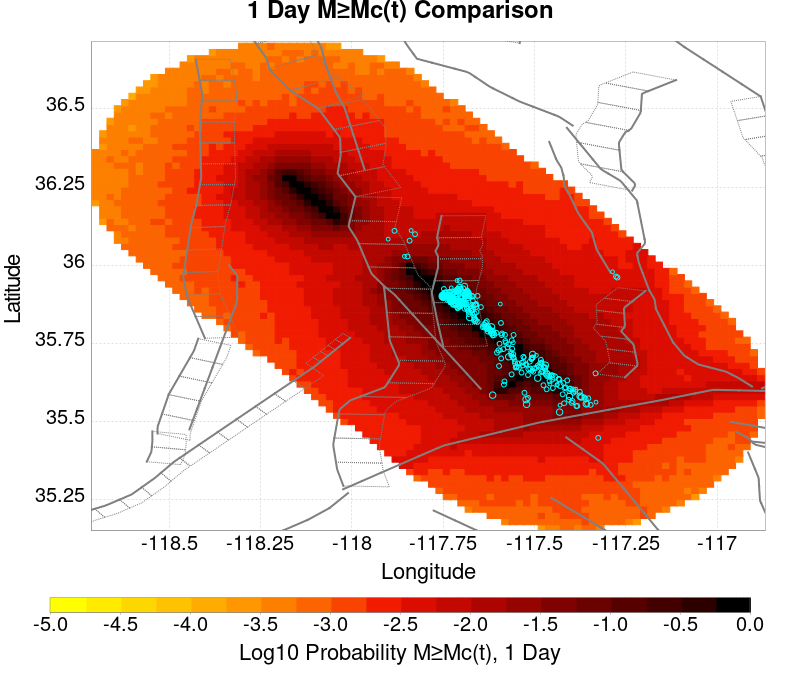 1 Day M≥Mc(t) Comparison
36.5
36.25
36
35.75
35.5
35.25
Latitude
-118.5 -118.25 -118 -117.75 -117.5 -117.25 -117
Longitude
-5.0 -4.5 -4.0 -3.5 -3.0 -2.5 -2.0 -1.5 -1.0 -0.5 0.0
Log10 Probability M≥Mc(t), 1 Day